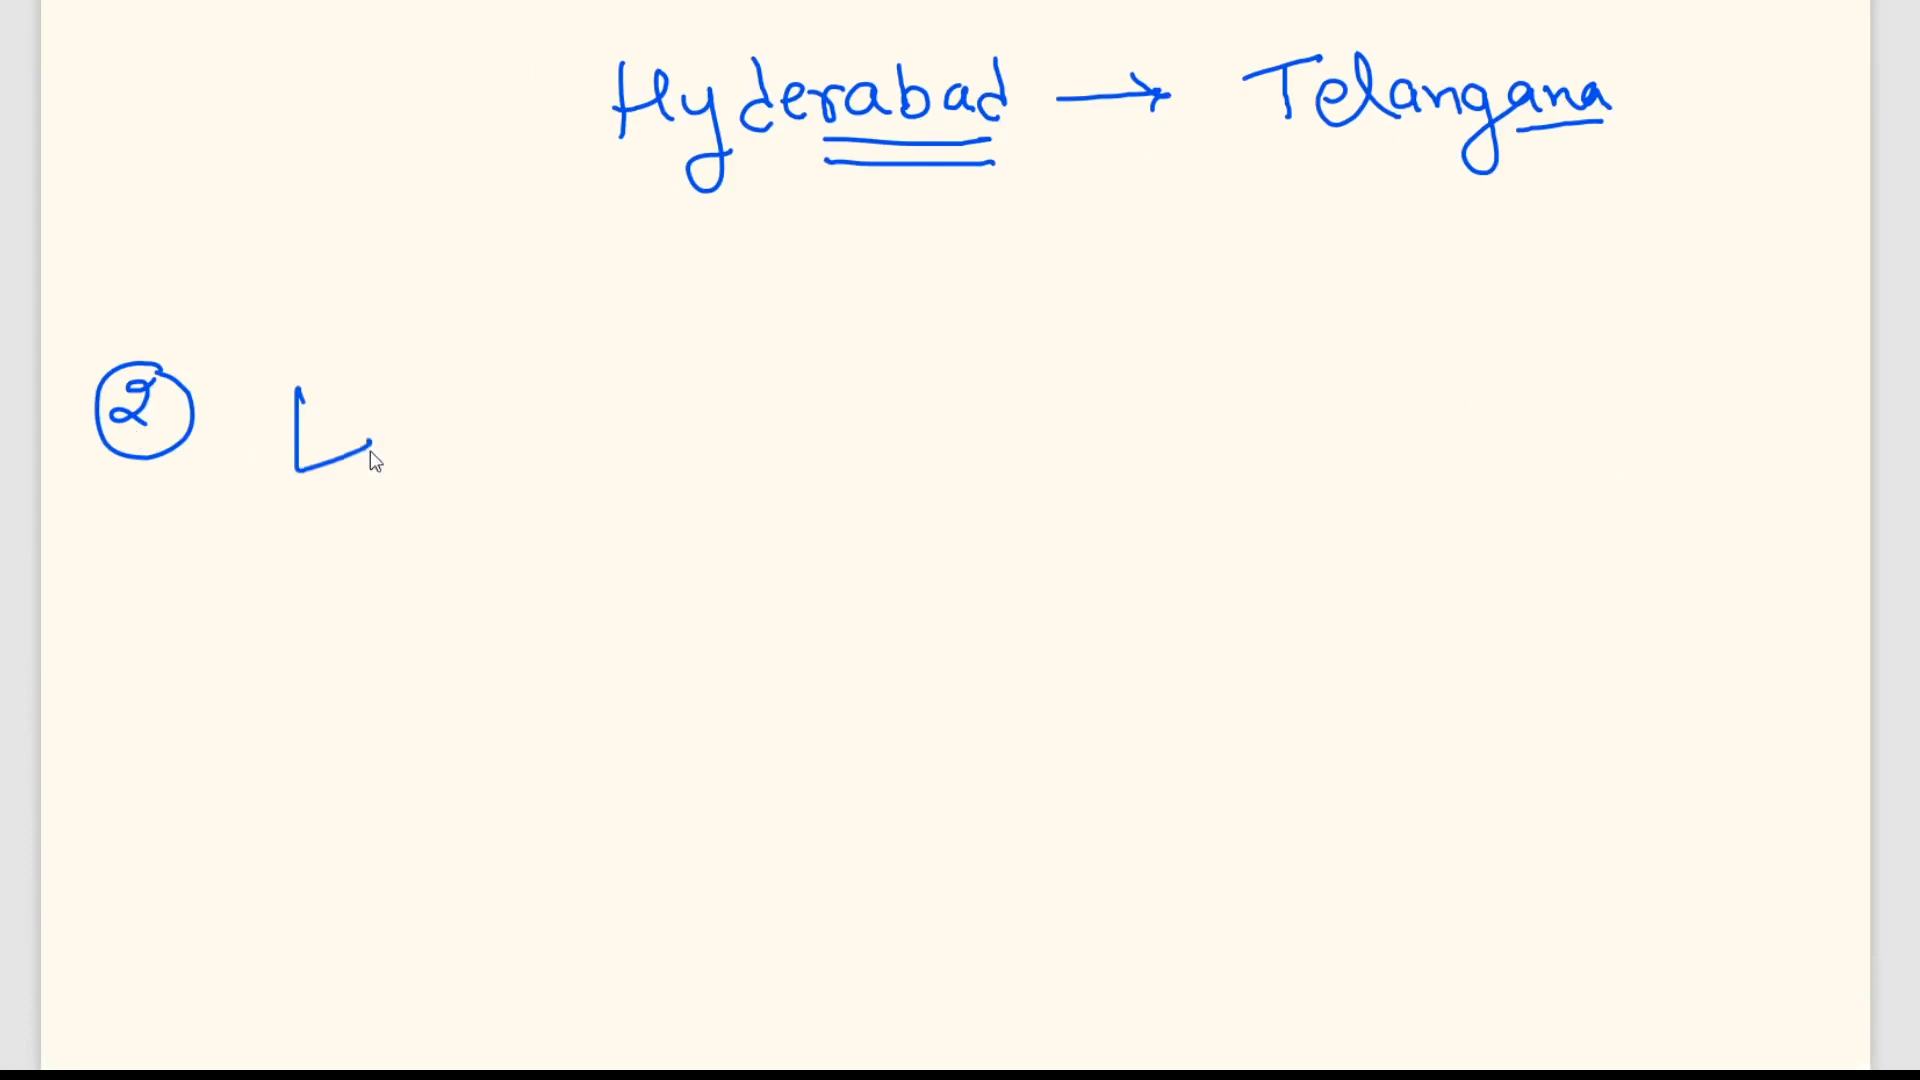 Hyderabad → Telangana
② L